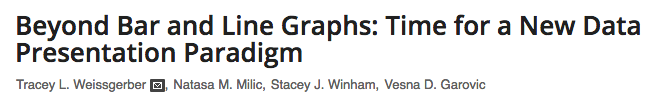 Beyond Bar and Line Graphs: Time for a New Data
Presentation Paradigm
Tracey L. Weissgerber, Natasa M. Milic, Stacey J. Winham, Vesna D. Garovic